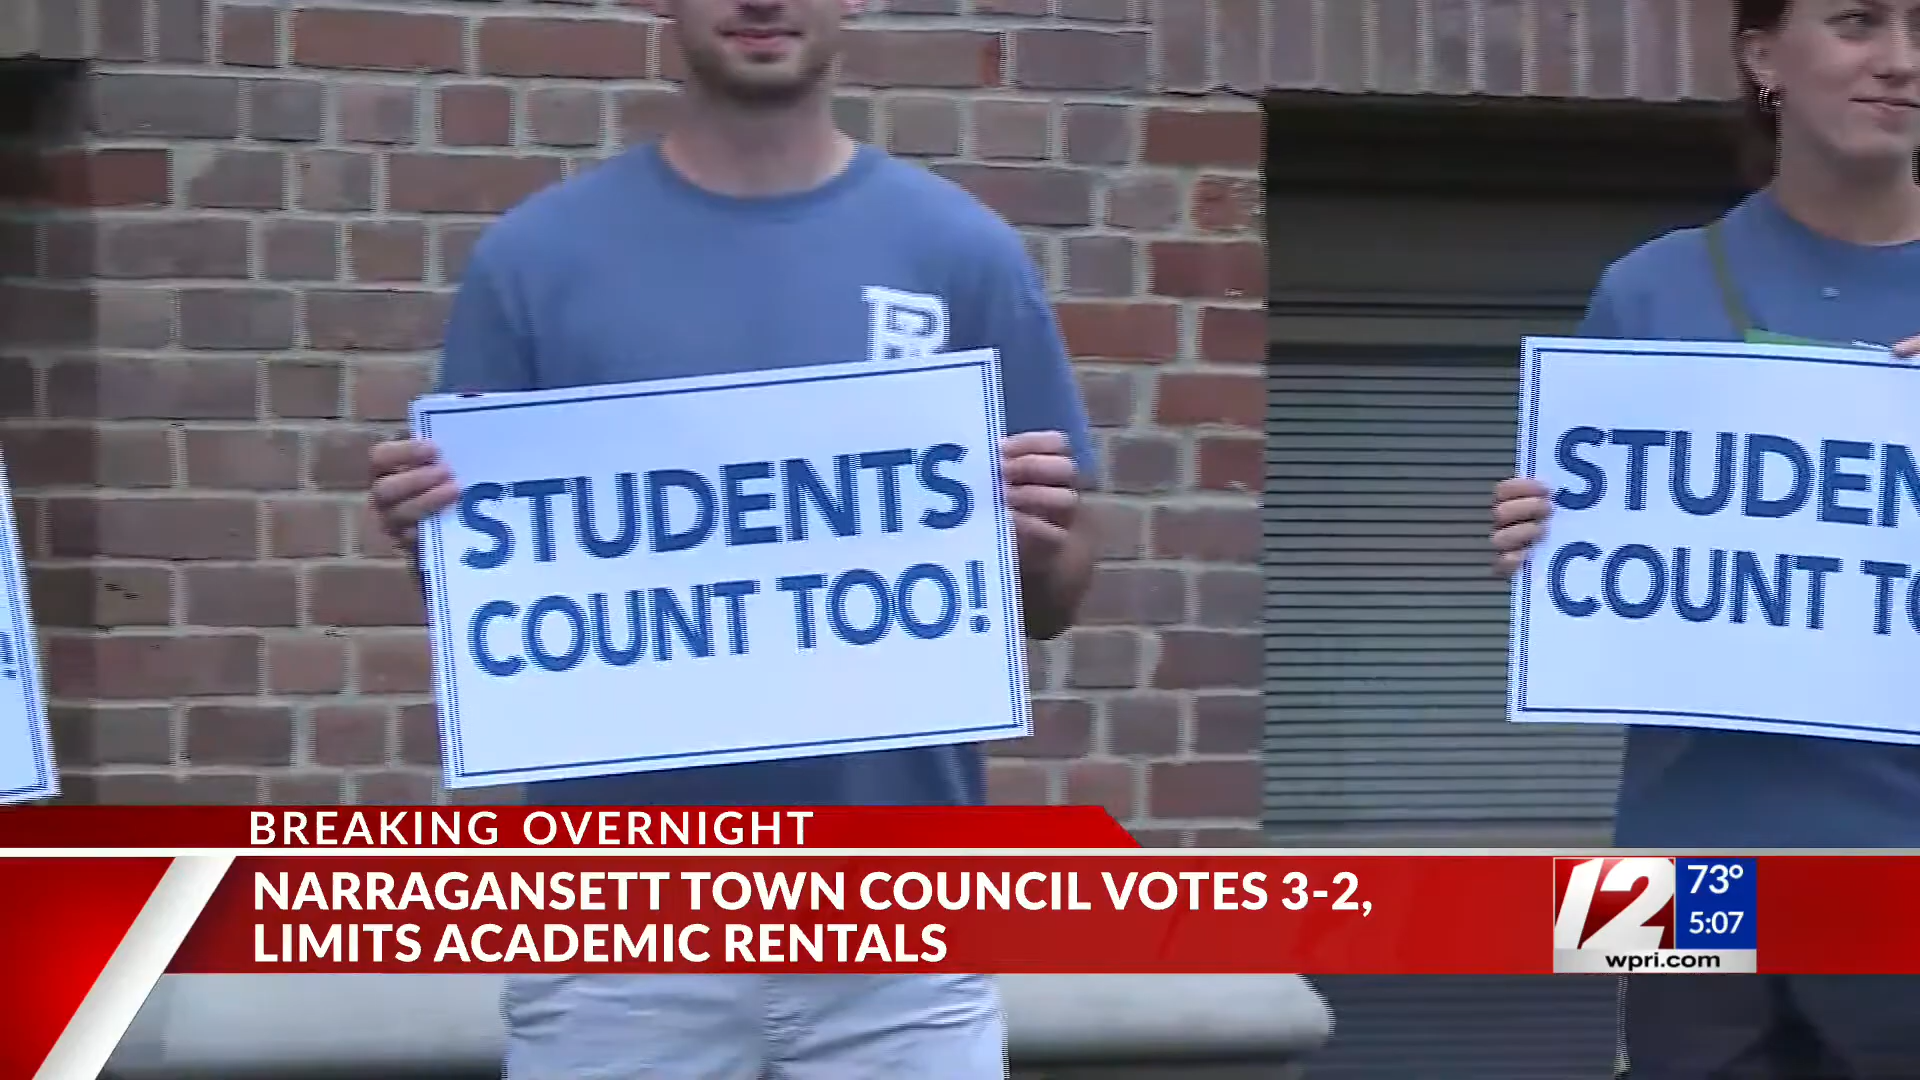 STUDENTS
COUNT TOO!
STUDEN
COUNT TO
!
BREAKING OVERNIGHT
NARRAGANSETT TOWN COUNCIL VOTES 3-2,
LIMITS ACADEMIC RENTALS
12
73°
5:07
wpri.com